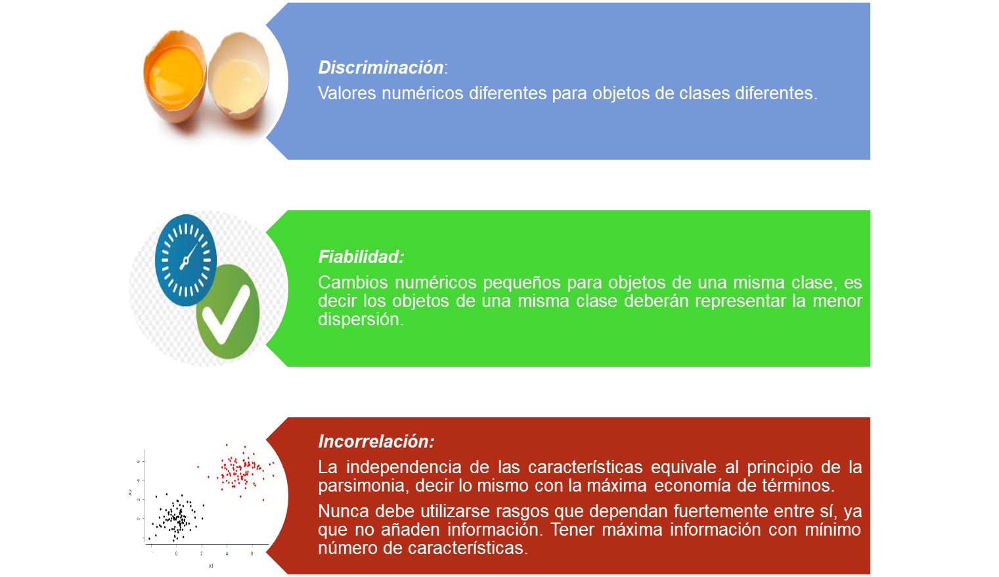 Discriminación:
Valores numéricos diferentes para objetos de clases diferentes.
Fiabilidad:
Cambios numéricos pequeños para objetos de una misma clase, es
decir los objetos de una misma clase deberán representar la menor
dispersión.
Incorrelación:
La independencia de las características equivale al principio de la
parsimonia, decir lo mismo con la máxima economía de términos.
Nunca debe utilizarse rasgos que dependan fuertemente entre sí, ya
que no añaden información. Tener máxima información con mínimo
número de características.
6
4
X2
2
0
0 2 4 6
X1